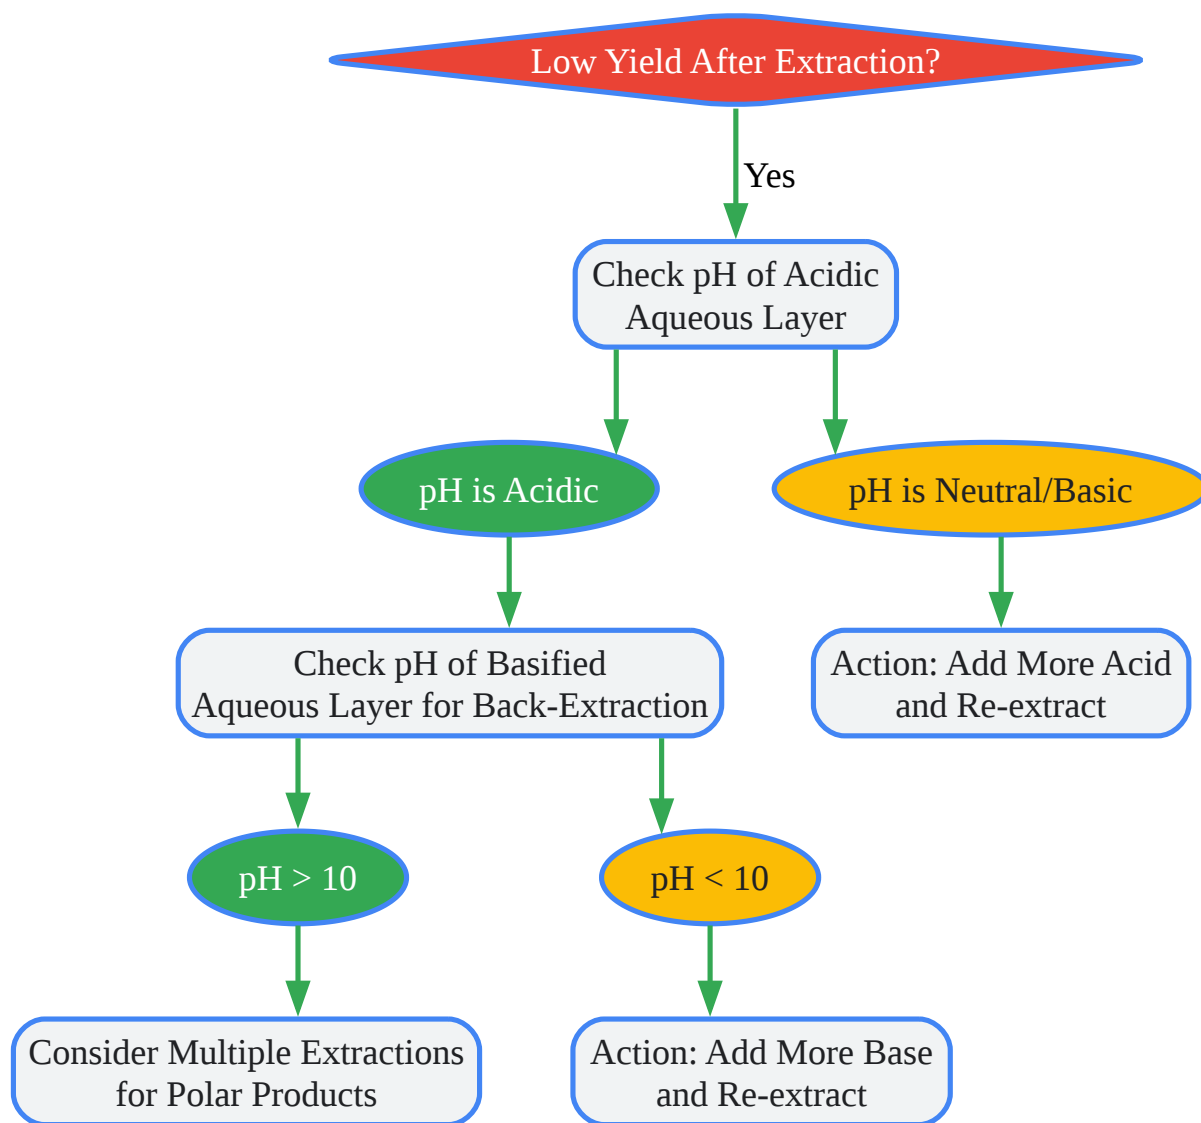 Low Yield After Extraction?
Yes
Check pH of Acidic
Aqueous Layer
pH is Acidic
pH is Neutral/Basic
Check pH of Basified
Aqueous Layer for Back-Extraction
Action: Add More Acid
and Re-extract
pH > 10
pH < 10
Consider Multiple Extractions
for Polar Products
Action: Add More Base
and Re-extract